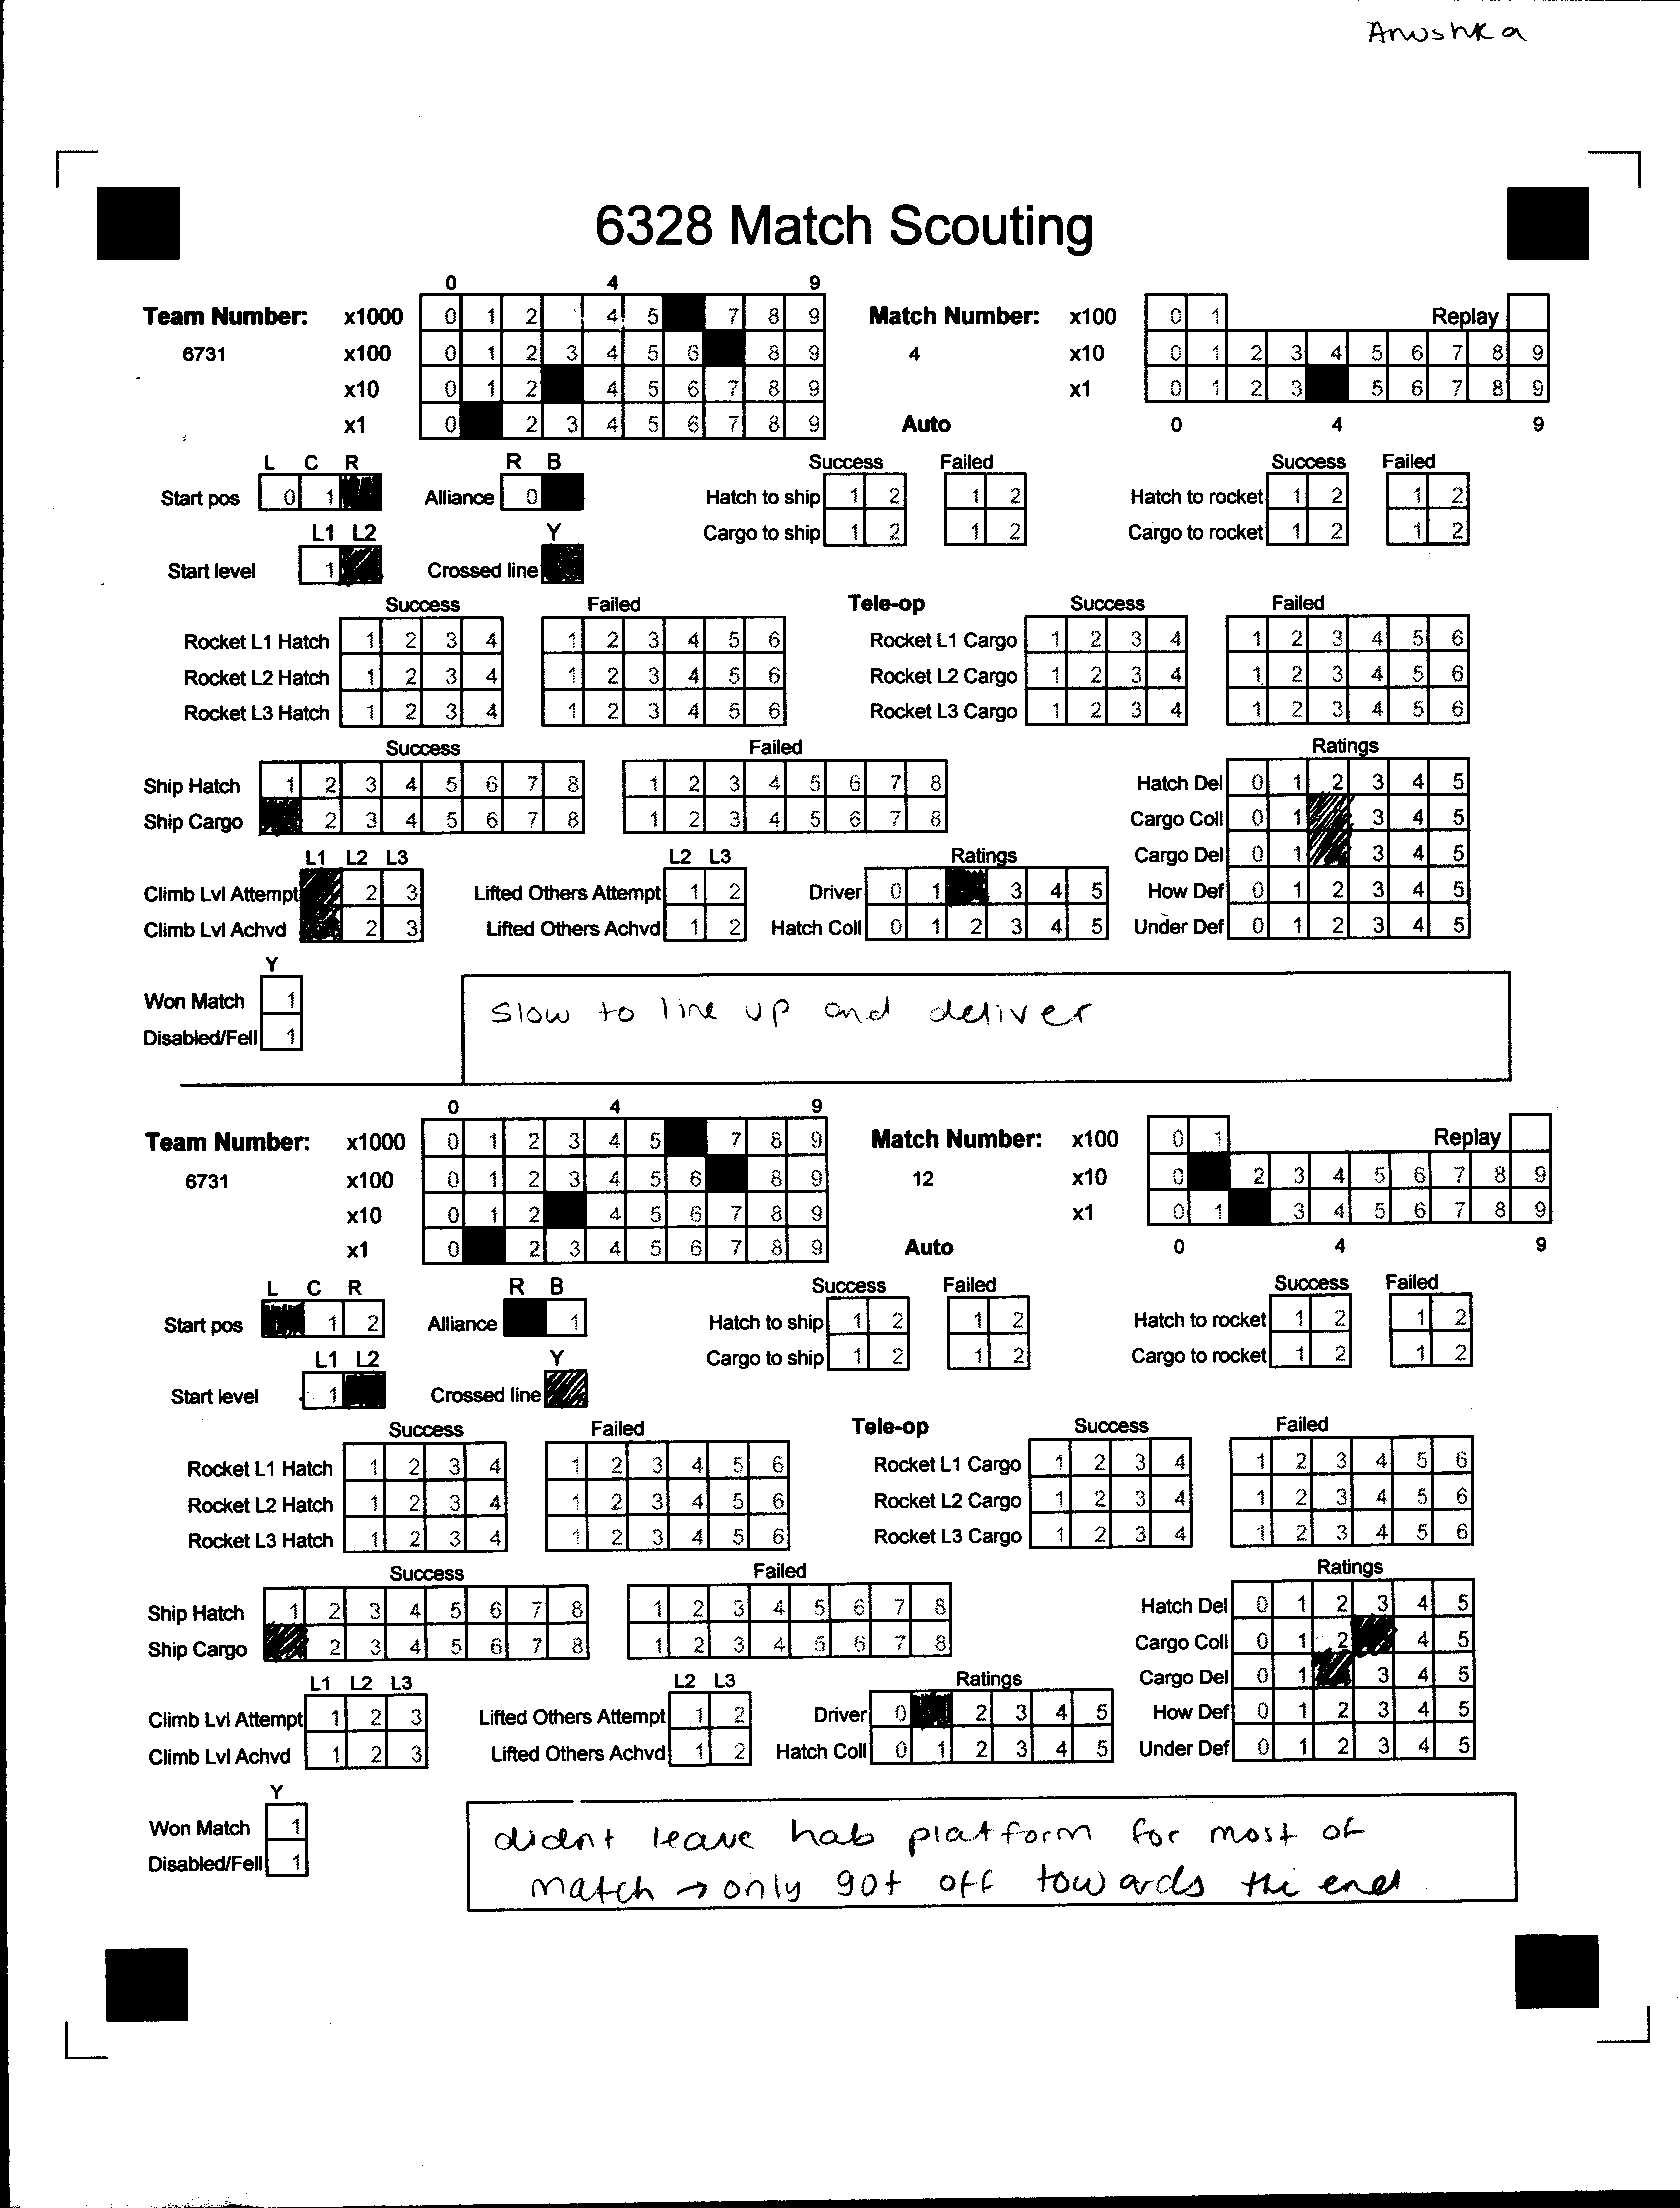 Anushka
6328 Match Scouting
0 4 9
Team Number: x1000 0 1 2 4 5 7 8 9 Match Number: x100 0 1 Replay
6731 x100 0 1 2 3 4 5 6 8 9 4 x10 0 1 2 3 4 5 6 7 8 9
x10 0 1 2 4 5 6 7 8 9 x1 0 1 2 3 5 6 7 8 9
x1 0 2 3 4 5 6 7 8 9 Auto 0 4 9
L C R R B Success Failed Success Failed
Start pos 0 1 Alliance 0 Hatch to ship 1 2 1 2 Hatch to rocket 1 2 1 2
L1 L2 Y Cargo to ship 1 2 1 2 Cargo to rocket 1 2 1 2
Start level 1 Crossed line
Success Failed Tele-op Success Failed
Rocket L1 Hatch 1 2 3 4 1 2 3 4 5 6 Rocket L1 Cargo 1 2 3 4 1 2 3 4 5 6
Rocket L2 Hatch 1 2 3 4 1 2 3 4 5 6 Rocket L2 Cargo 1 2 3 4 1 2 3 4 5 6
Rocket L3 Hatch 1 2 3 4 1 2 3 4 5 6 Rocket L3 Cargo 1 2 3 4 1 2 3 4 5 6
Success Failed Ratings
Ship Hatch 1 2 3 4 5 6 7 8 1 2 3 4 5 6 7 8 Hatch Del 0 1 2 3 4 5
Ship Cargo 2 3 4 5 6 7 8 1 2 3 4 5 6 7 8 Cargo Coll 0 1 3 4 5
L1 L2 L3 L2 L3 Ratings Cargo Del 0 1 3 4 5
Climb Lvl Attempt 2 3 Lifted Others Attempt 1 2 Driver 0 1 3 4 5 How Def 0 1 2 3 4 5
Climb Lvl Achvd 2 3 Lifted Others Achvd 1 2 Hatch Coll 0 1 2 3 4 5 Under Def 0 1 2 3 4 5
Y
Won Match 1 slow to line up and deliver
Disabled/Fell 1
0 4 9
Team Number: x1000 0 1 2 3 4 5 7 8 9 Match Number: x100 0 1 Replay
6731 x100 0 1 2 3 4 5 6 8 9 12 x10 0 2 3 4 5 6 7 8 9
x10 0 1 2 4 5 6 7 8 9 x1 0 1 3 4 5 6 7 8 9
x1 0 2 3 4 5 6 7 8 9 Auto 0 4 9
L C R R B Success Failed Success Failed
Start pos 1 2 Alliance 1 Hatch to ship 1 2 1 2 Hatch to rocket 1 2 1 2
L1 L2 Y Cargo to ship 1 2 1 2 Cargo to rocket 1 2 1 2
Start level 1 Crossed line
Success Failed Tele-op Success Failed
Rocket L1 Hatch 1 2 3 4 1 2 3 4 5 6 Rocket L1 Cargo 1 2 3 4 1 2 3 4 5 6
Rocket L2 Hatch 1 2 3 4 1 2 3 4 5 6 Rocket L2 Cargo 1 2 3 4 1 2 3 4 5 6
Rocket L3 Hatch 1 2 3 4 1 2 3 4 5 6 Rocket L3 Cargo 1 2 3 4 1 2 3 4 5 6
Success Failed Ratings
Ship Hatch 1 2 3 4 5 6 7 8 1 2 3 4 5 6 7 8 Hatch Del 0 1 2 3 4 5
Ship Cargo 2 3 4 5 6 7 8 1 2 3 4 5 6 7 8 Cargo Coll 0 1 2 4 5
L1 L2 L3 L2 L3 Ratings Cargo Del 0 1 3 4 5
Climb Lvl Attempt 1 2 3 Lifted Others Attempt 1 2 Driver 0 2 3 4 5 How Def 0 1 2 3 4 5
Climb Lvl Achvd 1 2 3 Lifted Others Achvd 1 2 Hatch Coll 0 1 2 3 4 5 Under Def 0 1 2 3 4 5
Y
Won Match 1 didnt leave hab platform for most of
Disabled/Fell 1 match → only got off towards the end